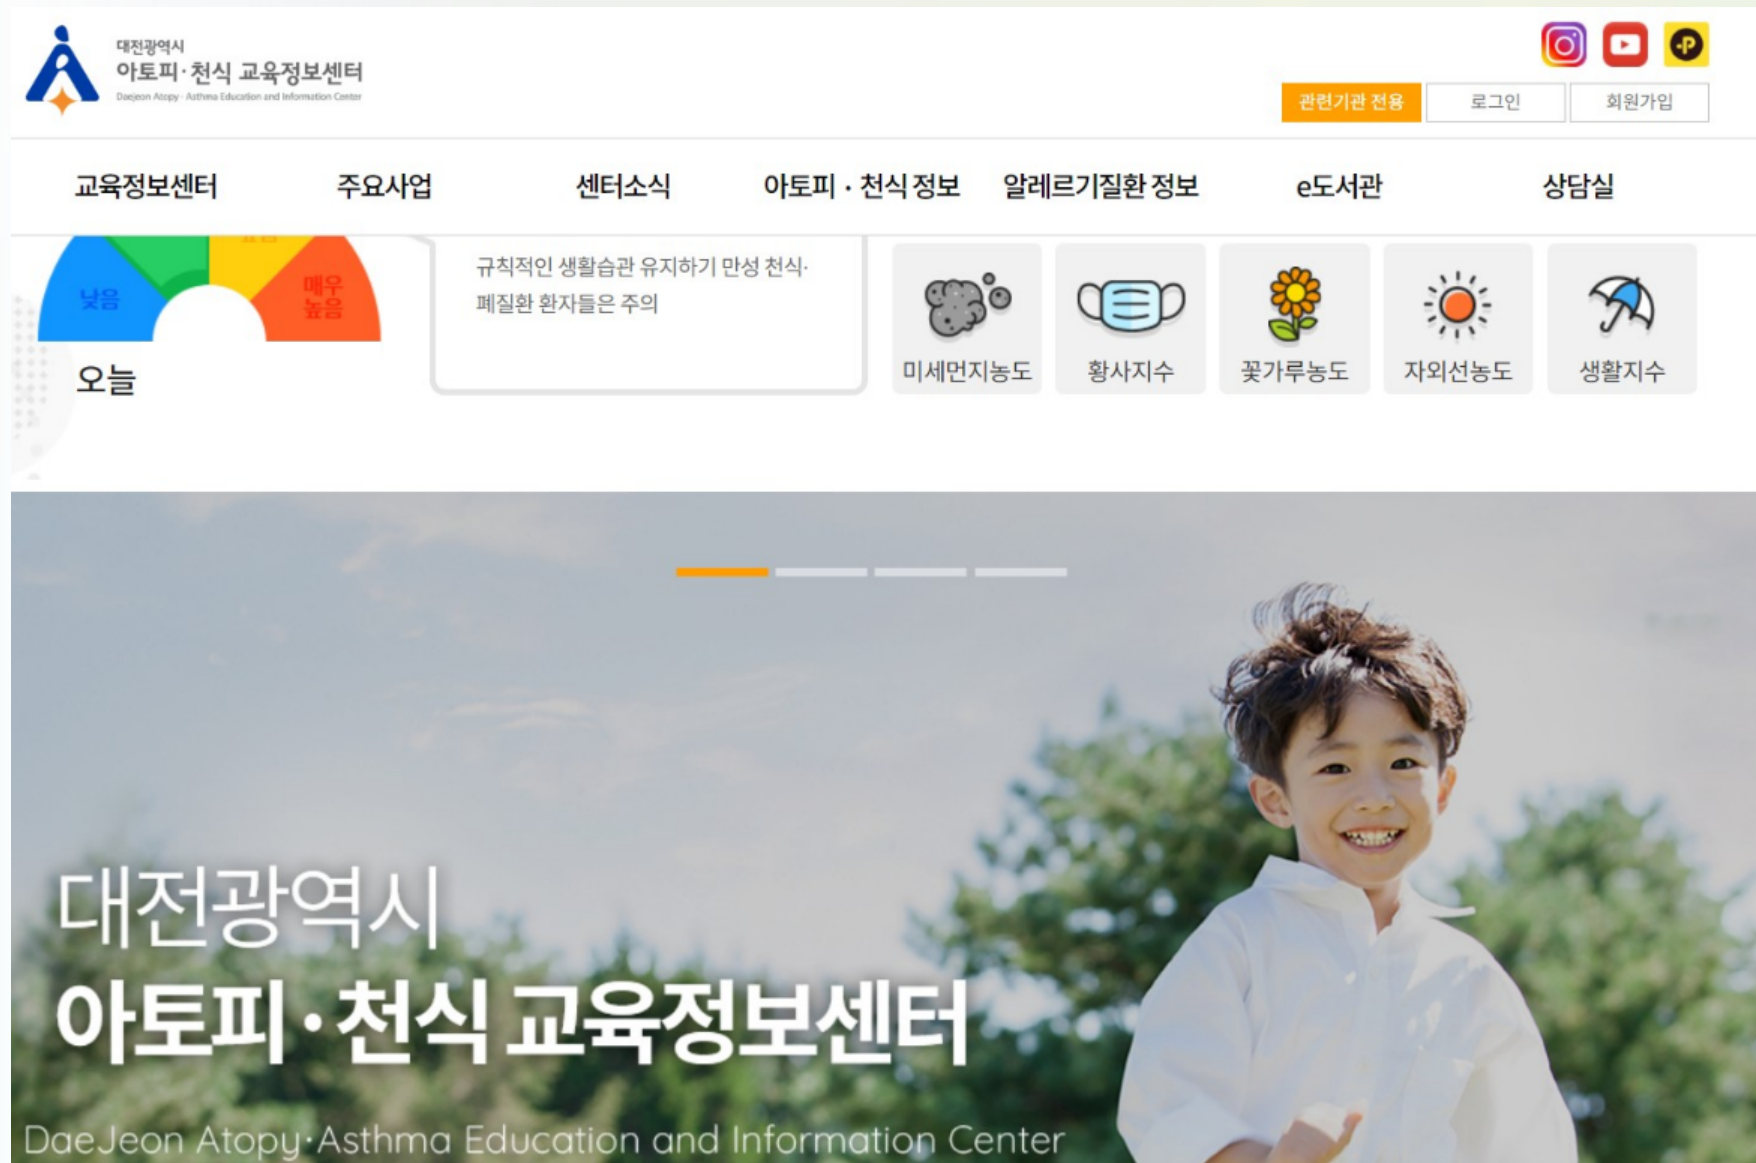 대전광역시
아토피·천식 교육정보센터
Daejeon Atopy · Asthma Education and Information Center
관련기관 전용
로그인
회원가입
교육정보센터
주요사업
센터소식
아토피 · 천식 정보
알레르기질환 정보
e도서관
상담실
낮음
매우
높음
오늘
규칙적인 생활습관 유지하기 만성 천식·
폐질환 환자들은 주의
미세먼지농도
황사지수
꽃가루농도
자외선농도
생활지수
대전광역시
아토피·천식 교육정보센터
DaeJeon Atopy·Asthma Education and Information Center